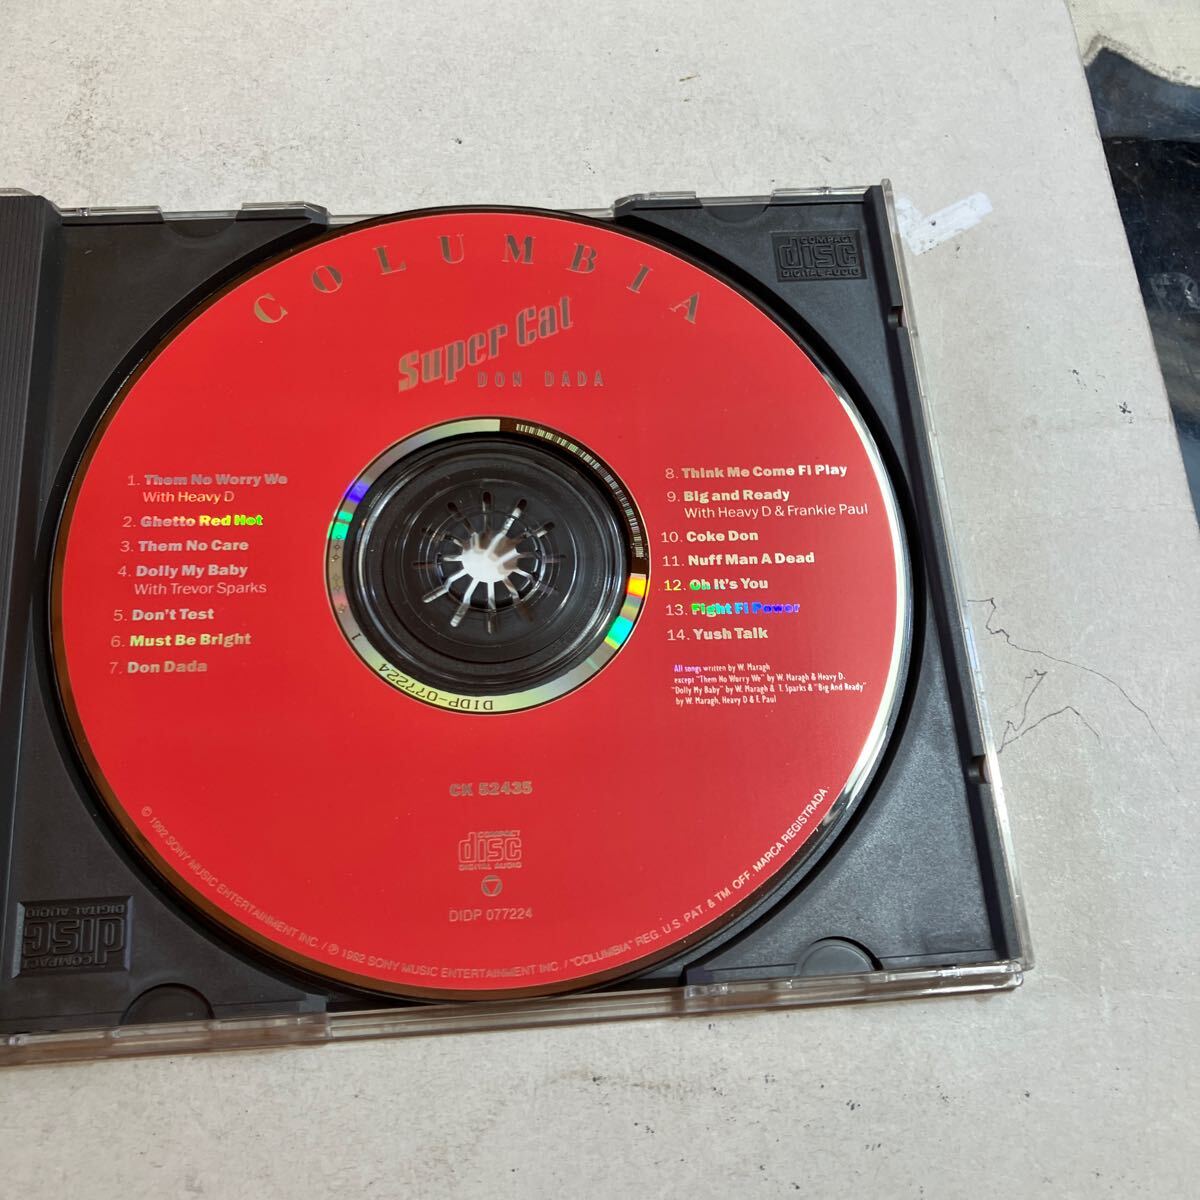 COLUMBIA
Super Cat
DON DADA
1. Them No Worry We
With Heavy D
2. Ghetto Red Hot
3. Them No Care
4. Dolly My Baby
With Trevor Sparks
5. Don't Test
6. Must Be Bright
7. Don Dada
8. Think Me Come Fi Play
9. Big and Ready
With Heavy D & Frankie Paul
10. Coke Don
11. Nuff Man A Dead
12. Oh It's You
13. Fight Fi Power
14. Yush Talk
All songs written by W. Maragh
except "Them No Worry We" by W. Maragh & Heavy D.
"Dolly My Baby" by W. Maragh & T. Sparks & "Big And Ready"
by W. Maragh, Heavy D & F. Paul
DIDP-077224 1
CK 52435
COMPACT
disc
DIGITAL AUDIO
DIDP 077224
© 1992 SONY MUSIC ENTERTAINMENT INC. / ℗ 1992 SONY MUSIC ENTERTAINMENT INC. / "COLUMBIA" REG. U.S. PAT. & TM. OFF. MARCA REGISTRADA.
COMPACT
disc
DIGITAL AUDIO
COMPACT
disc
DIGITAL AUDIO